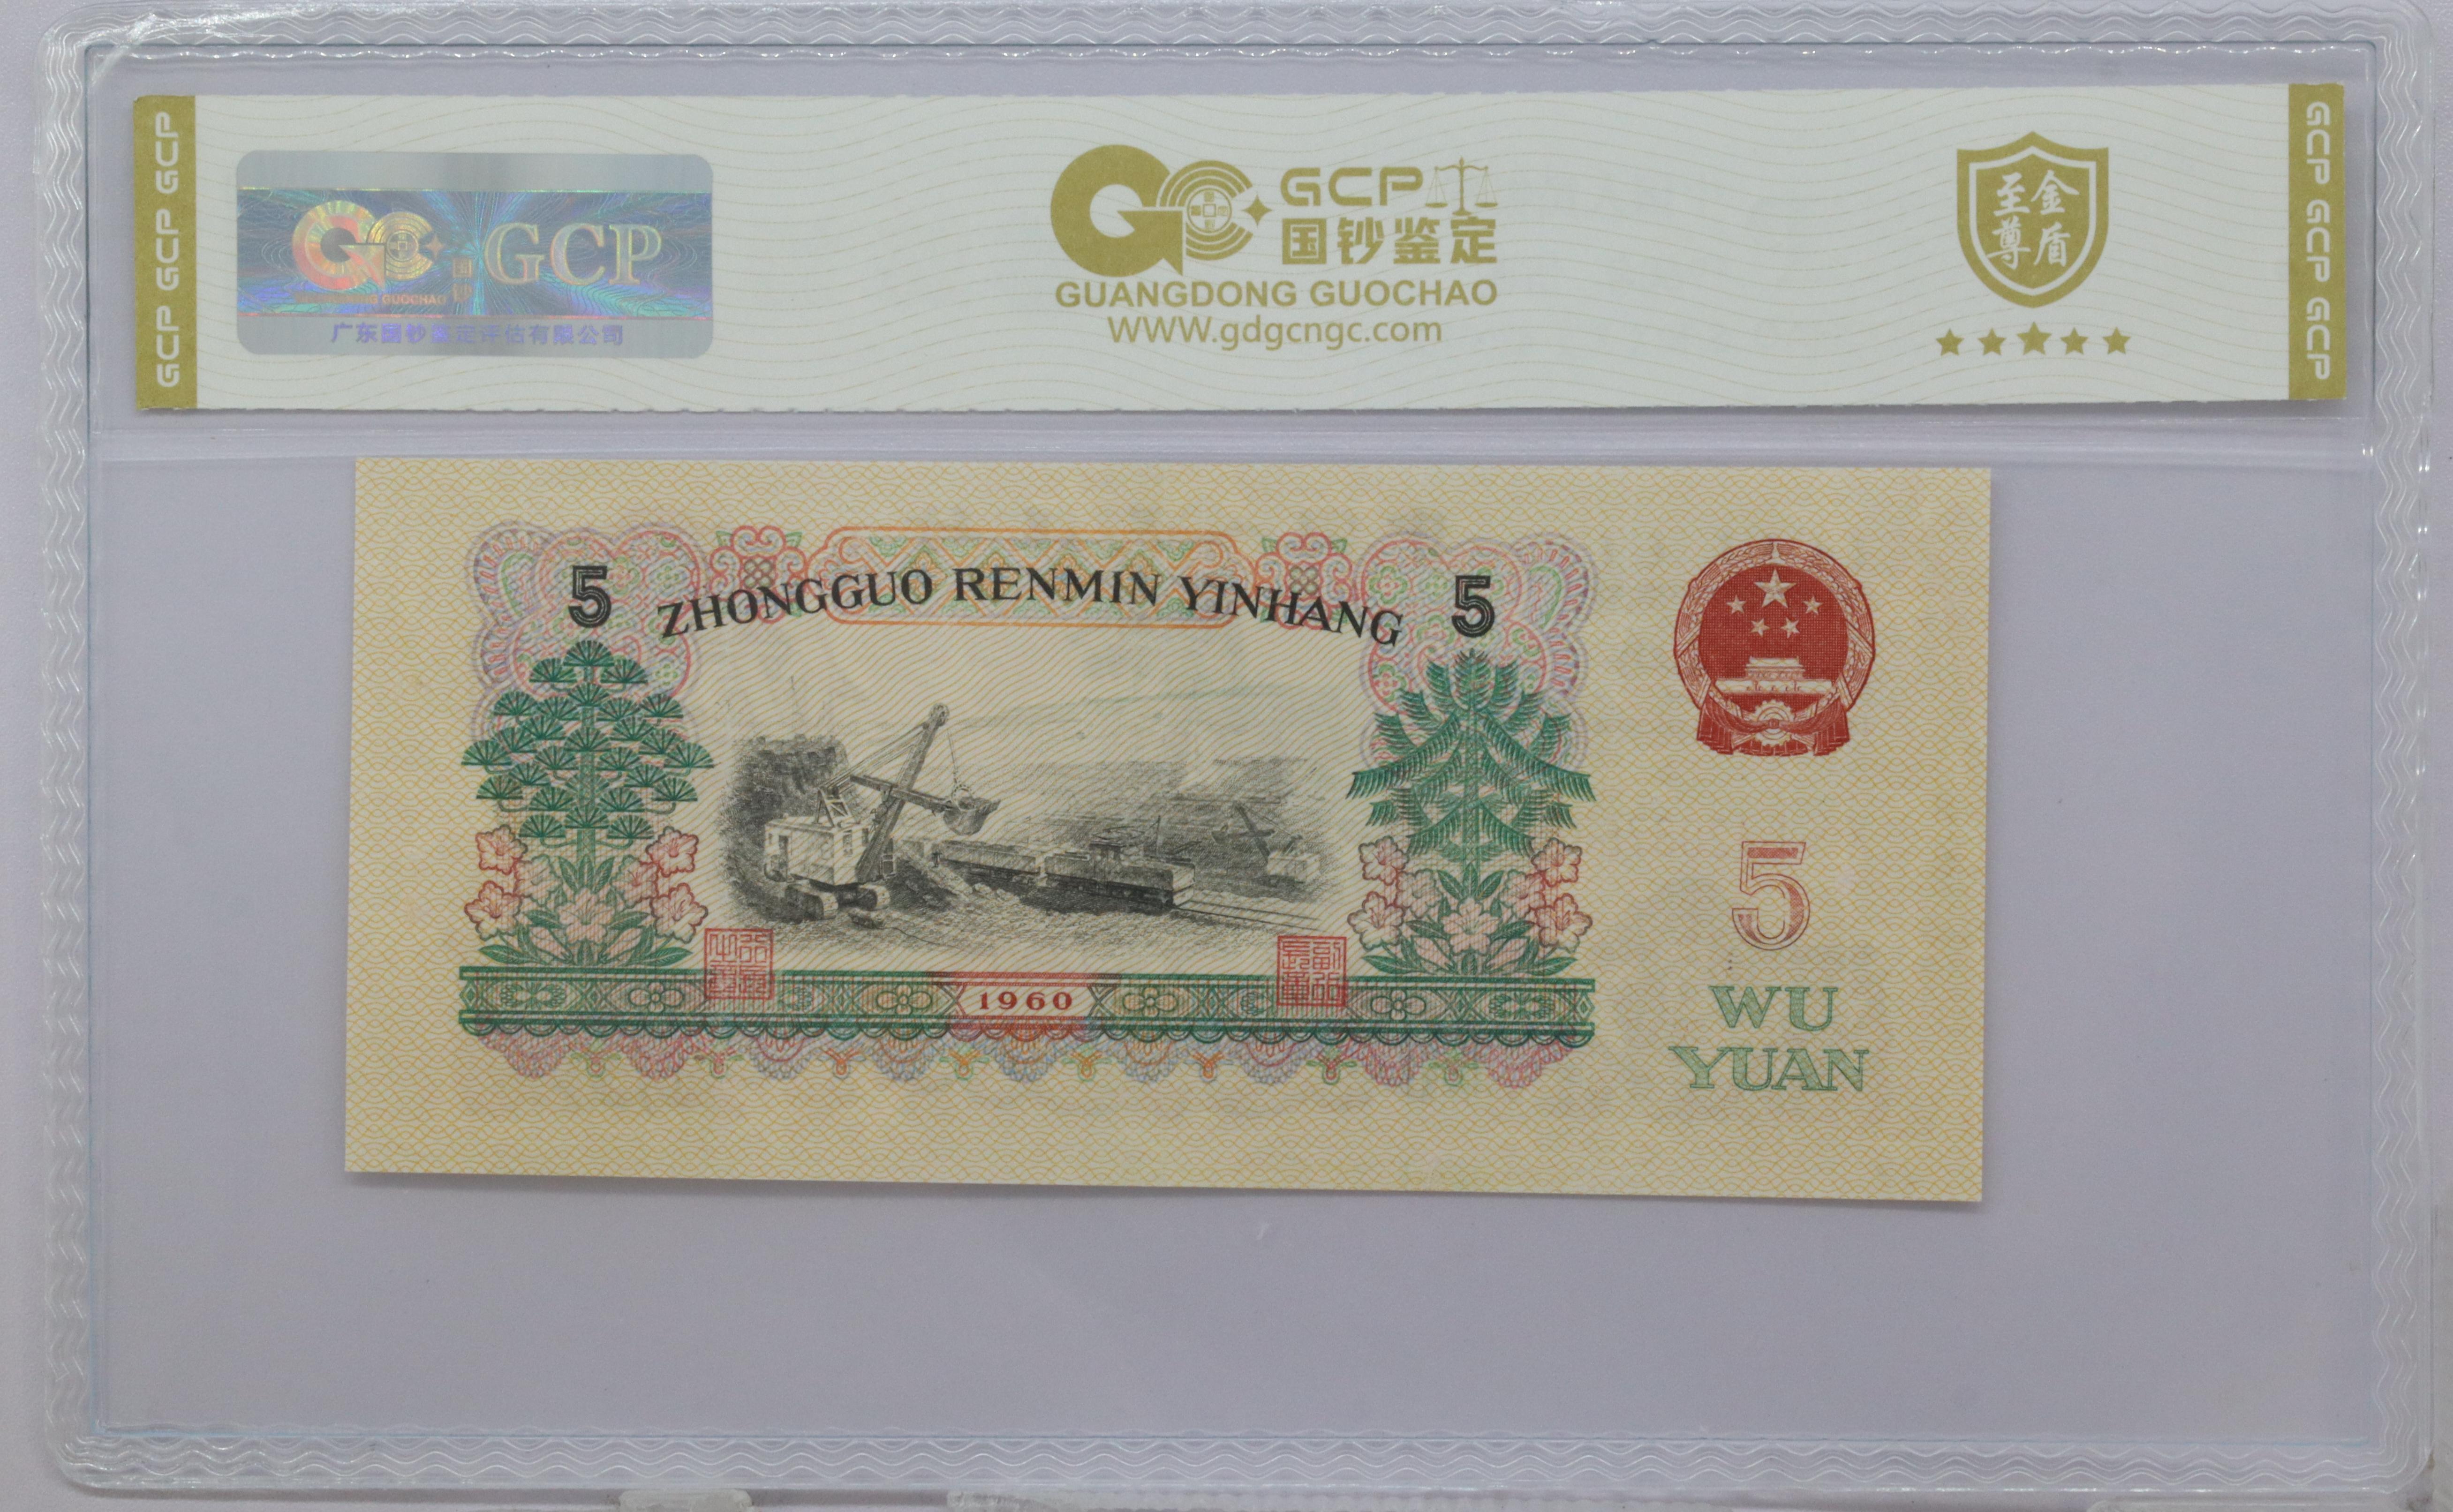 GCP GCP GCP
GCP
国钞
GUANGDONG GUOCHAO
广东国钞鉴定评估有限公司
GCP
国钞鉴定
GUANGDONG GUOCHAO
WWW.gdgcngc.com
至金
尊盾
GCP GCP GCP
5 ZHONGGUO RENMIN YINHANG 5
1960
5
WU
YUAN